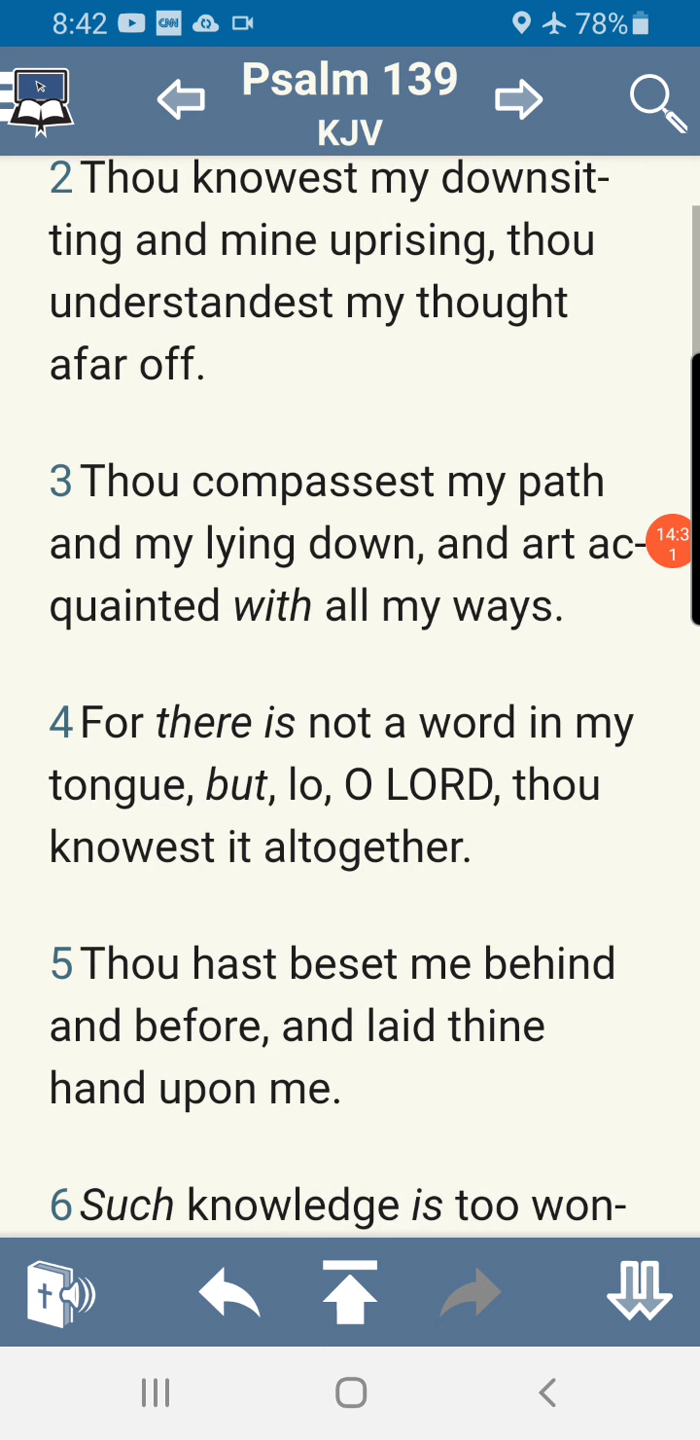 8:42 CNN 78%
Psalm 139
KJV
2 Thou knowest my downsit-
ting and mine uprising, thou
understandest my thought
afar off.
3 Thou compassest my path
and my lying down, and art ac-
14:3
1
quainted with all my ways.
4 For there is not a word in my
tongue, but, lo, O LORD, thou
knowest it altogether.
5 Thou hast beset me behind
and before, and laid thine
hand upon me.
6 Such knowledge is too won-